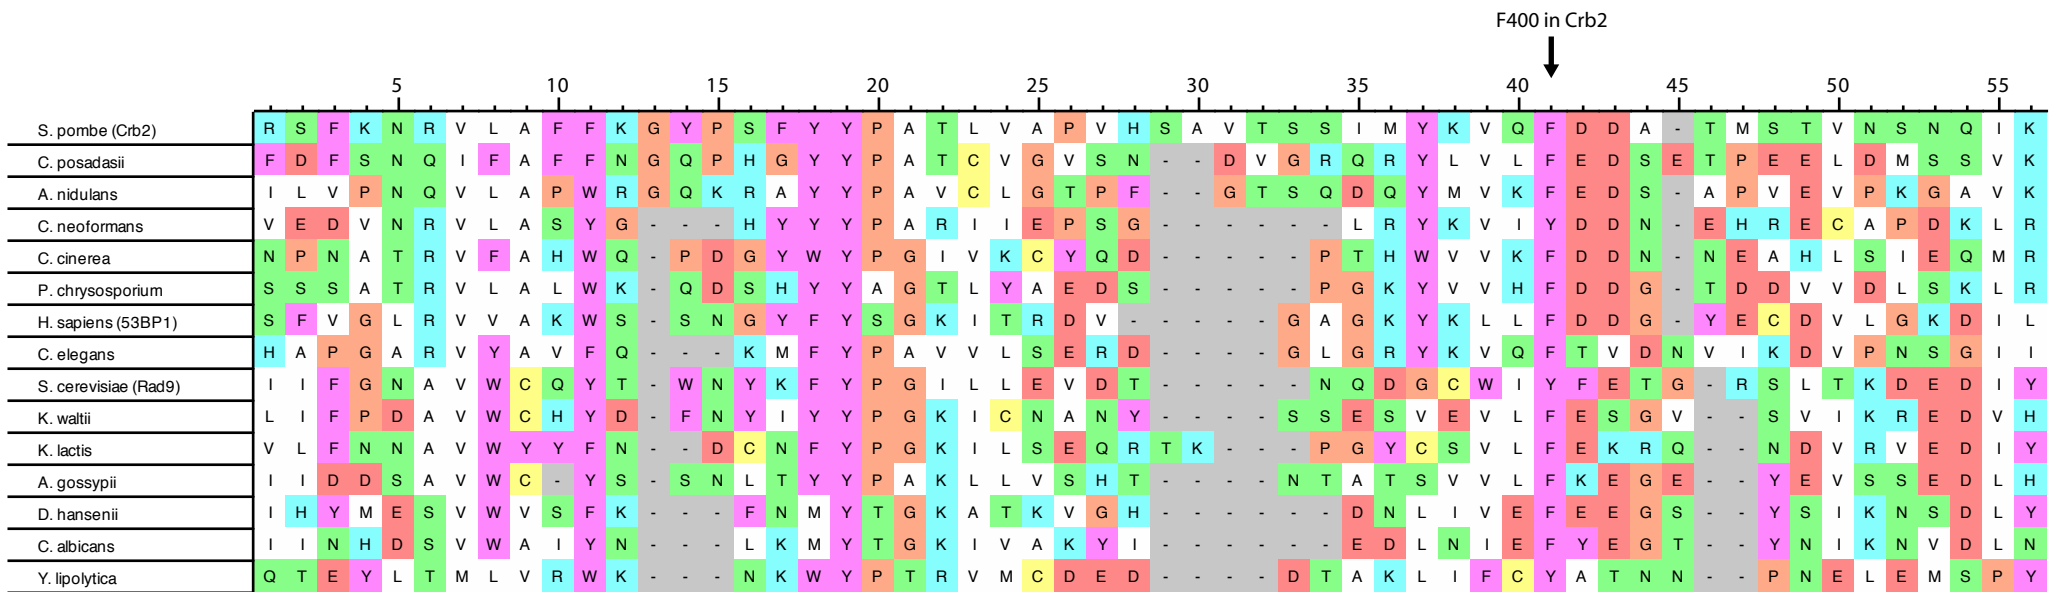 F400 in Crb2
5 10 15 20 25 30 35 40 45 50 55
S. pombe (Crb2) R S F K N R V L A F F K G Y P S F Y Y P A T L V A P V H S A V T S S I M Y K V Q F D D A - T M S T V N S N Q I K
C. posadasii F D F S N Q I F A F F N G Q P H G Y Y P A T C V G V S N - - D V G R Q R Y L V L F E D S E T P E E L D M S S V K
A. nidulans I L V P N Q V L A P W R G Q K R A Y Y P A V C L G T P F - - G T S Q D Q Y M V K F E D S - A P V E V P K G A V K
C. neoformans V E D V N R V L A S Y G - - - H Y Y Y P A R I I E P S G - - - - - - L R Y K V I Y D D N - E H R E C A P D K L R
C. cinerea N P N A T R V F A H W Q - P D G Y W Y P G I V K C Y Q D - - - - - P T H W V V K F D D N - N E A H L S I E Q M R
P. chrysosporium S S S A T R V L A L W K - Q D S H Y Y A G T L Y A E D S - - - - - P G K Y V V H F D D G - T D D V V D L S K L R
H. sapiens (53BP1) S F V G L R V V A K W S - S N G Y F Y S G K I T R D V - - - - - G A G K Y K L L F D D G - Y E C D V L G K D I L
C. elegans H A P G A R V Y A V F Q - - - K M F Y P A V V L S E R D - - - - G L G R Y K V Q F T V D N V I K D V P N S G I I
S. cerevisiae (Rad9) I I F G N A V W C Q Y T - W N Y K F Y P G I L L E V D T - - - - - N Q D G C W I Y F E T G - R S L T K D E D I Y
K. waltii L I F P D A V W C H Y D - F N Y I Y Y P G K I C N A N Y - - - - S S E S V E V L F E S G V - - S V I K R E D V H
K. lactis V L F N N A V W Y Y F N - - D C N F Y P G K I L S E Q R T K - - - P G Y C S V L F E K R Q - - N D V R V E D I Y
A. gossypii I I D D S A V W C - Y S - S N L T Y Y P A K L L V S H T - - - - N T A T S V V L F K E G E - - Y E V S S E D L H
D. hansenii I H Y M E S V W V S F K - - - F N M Y T G K A T K V G H - - - - - - D N L I V E F E E G S - - Y S I K N S D L Y
C. albicans I I N H D S V W A I Y N - - - L K M Y T G K I V A K Y I - - - - - - E D L N I E F Y E G T - - Y N I K N V D L N
Y. lipolytica Q T E Y L T M L V R W K - - - N K W Y P T R V M C D E D - - - - D T A K L I F C Y A T N N - - P N E L E M S P Y